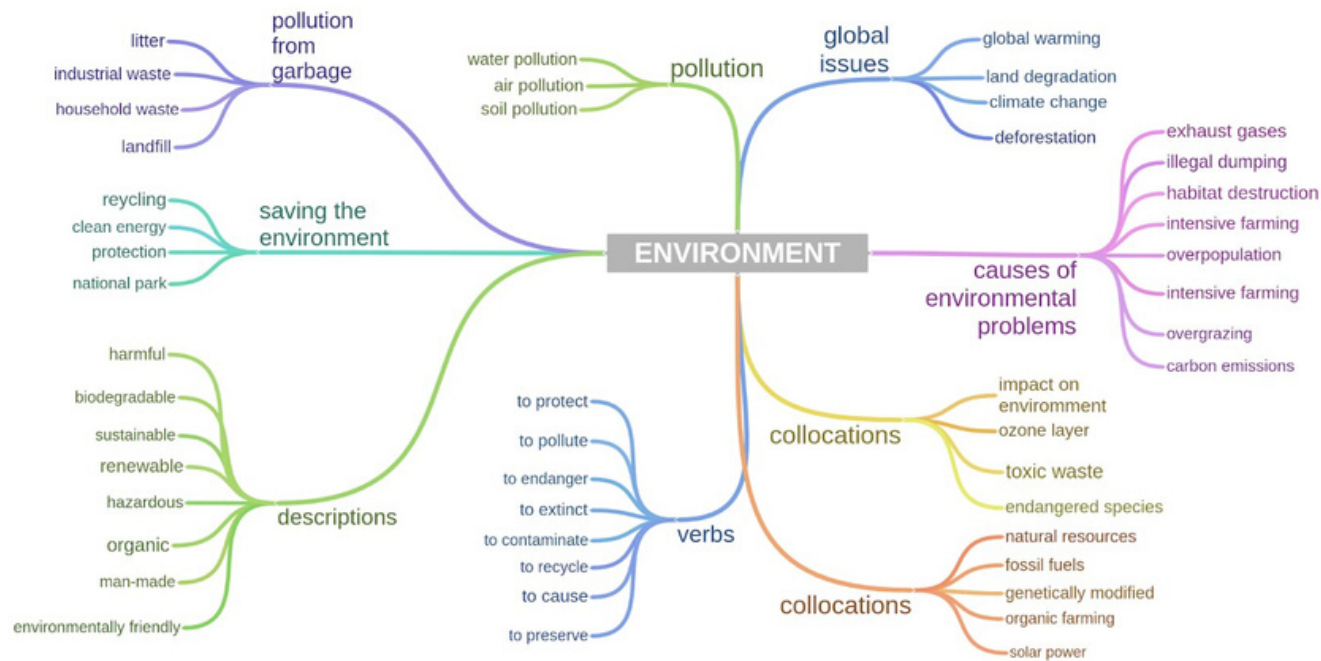 pollution
from
garbage
litter
industrial waste
household waste
landfill
pollution
water pollution
air pollution
soil pollution
global
issues
global warming
land degradation
climate change
deforestation
saving the
environment
reycling
clean energy
protection
national park
ENVIRONMENT
causes of
environmental
problems
exhaust gases
illegal dumping
habitat destruction
intensive farming
overpopulation
intensive farming
overgrazing
carbon emissions
descriptions
harmful
biodegradable
sustainable
renewable
hazardous
organic
man-made
environmentally friendly
verbs
to protect
to pollute
to endanger
to extinct
to contaminate
to recycle
to cause
to preserve
collocations
impact on
enviromment
ozone layer
toxic waste
endangered species
collocations
natural resources
fossil fuels
genetically modified
organic farming
solar power